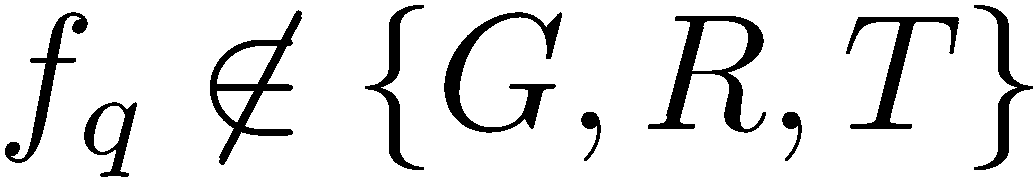 f_q ∉ {G, R, T}